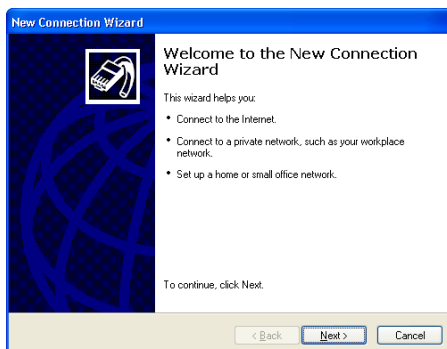 New Connection Wizard
Welcome to the New Connection
Wizard
This wizard helps you:
• Connect to the Internet.
• Connect to a private network, such as your workplace
network.
• Set up a home or small office network.
To continue, click Next.
< Back
Next >
Cancel